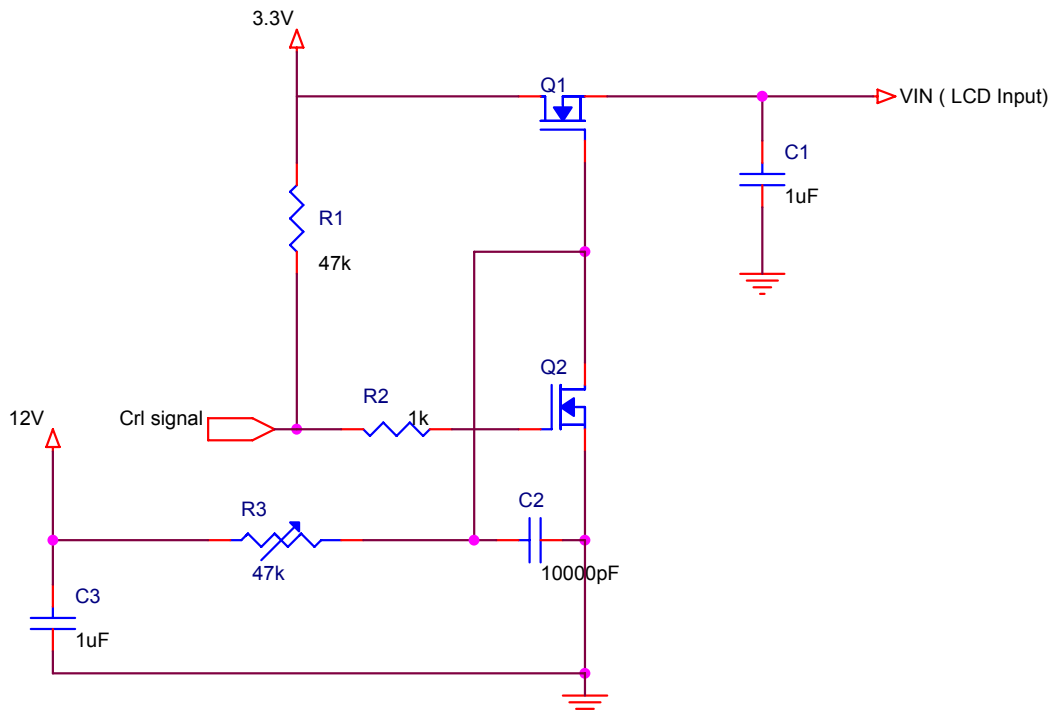 3.3V
Q1
VIN ( LCD Input)
C1
1uF
R1
47k
Q2
R2
1k
12V
Crl signal
R3
47k
C2
10000pF
C3
1uF